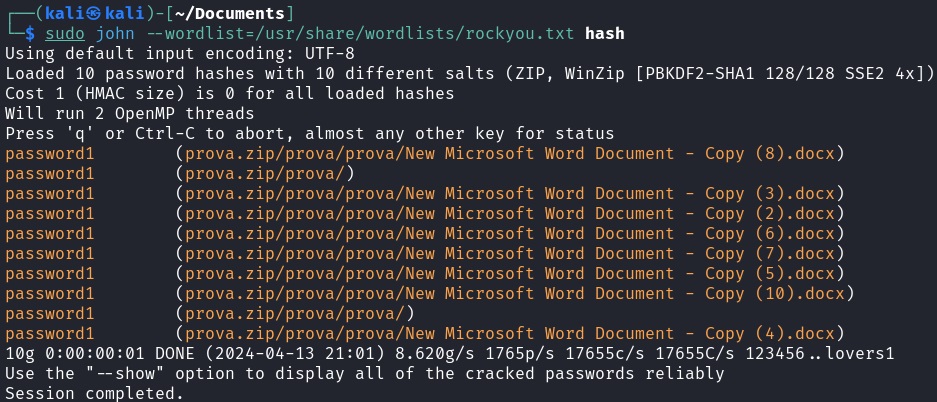 ┌──(kali㉿kali)-[~/Documents]
└─$ sudo john --wordlist=/usr/share/wordlists/rockyou.txt hash
Using default input encoding: UTF-8
Loaded 10 password hashes with 10 different salts (ZIP, WinZip [PBKDF2-SHA1 128/128 SSE2 4x])
Cost 1 (HMAC size) is 0 for all loaded hashes
Will run 2 OpenMP threads
Press 'q' or Ctrl-C to abort, almost any other key for status
password1        (prova.zip/prova/prova/New Microsoft Word Document - Copy (8).docx)
password1        (prova.zip/prova/)
password1        (prova.zip/prova/prova/New Microsoft Word Document - Copy (3).docx)
password1        (prova.zip/prova/prova/New Microsoft Word Document - Copy (2).docx)
password1        (prova.zip/prova/prova/New Microsoft Word Document - Copy (6).docx)
password1        (prova.zip/prova/prova/New Microsoft Word Document - Copy (7).docx)
password1        (prova.zip/prova/prova/New Microsoft Word Document - Copy (5).docx)
password1        (prova.zip/prova/prova/New Microsoft Word Document - Copy (10).docx)
password1        (prova.zip/prova/prova/)
password1        (prova.zip/prova/prova/New Microsoft Word Document - Copy (4).docx)
10g 0:00:00:01 DONE (2024-04-13 21:01) 8.620g/s 1765p/s 17655c/s 17655C/s 123456..lovers1
Use the "--show" option to display all of the cracked passwords reliably
Session completed.